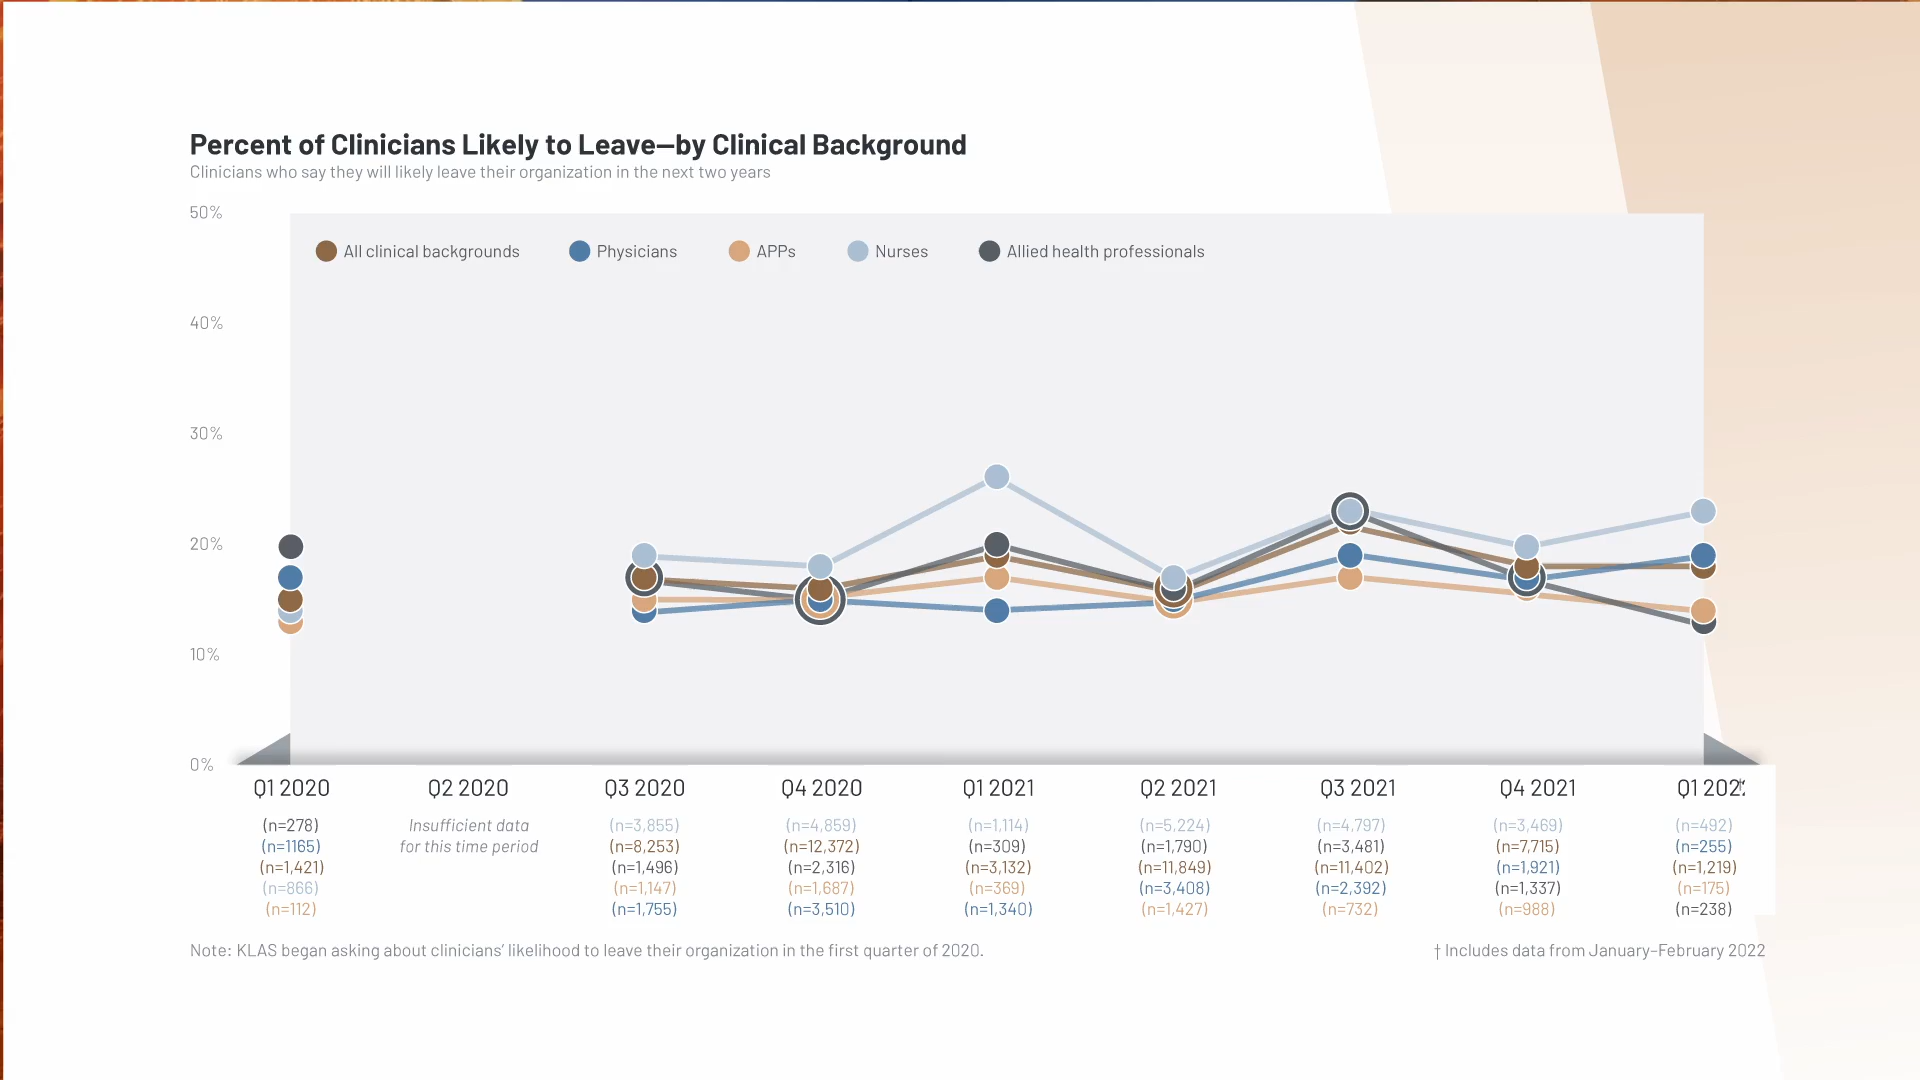 Percent of Clinicians Likely to Leave—by Clinical Background
Clinicians who say they will likely leave their organization in the next two years
50%
All clinical backgrounds Physicians APPs Nurses Allied health professionals
40%
30%
20%
10%
0%
Q1 2020 Q2 2020 Q3 2020 Q4 2020 Q1 2021 Q2 2021 Q3 2021 Q4 2021 Q1 2022†
(n=278) Insufficient data (n=3,855) (n=4,859) (n=1,114) (n=5,224) (n=4,797) (n=3,469) (n=492)
(n=1165) for this time period (n=8,253) (n=12,372) (n=309) (n=1,790) (n=3,481) (n=7,715) (n=255)
(n=1,421) (n=1,496) (n=2,316) (n=3,132) (n=11,849) (n=11,402) (n=1,921) (n=1,219)
(n=866) (n=1,147) (n=1,687) (n=369) (n=3,408) (n=2,392) (n=1,337) (n=175)
(n=112) (n=1,755) (n=3,510) (n=1,340) (n=1,427) (n=732) (n=988) (n=238)
Note: KLAS began asking about clinicians’ likelihood to leave their organization in the first quarter of 2020.
† Includes data from January–February 2022